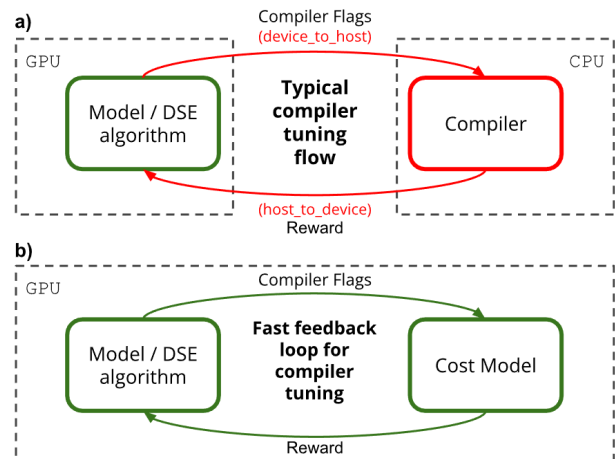 a)
Compiler Flags
(device_to_host)
GPU
CPU
Model / DSE
algorithm
Typical
compiler
tuning
flow
Compiler
(host_to_device)
Reward
b)
GPU
Compiler Flags
Model / DSE
algorithm
Fast feedback
loop for
compiler
tuning
Cost Model
Reward